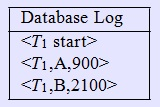 Database Log
<T1 start>
<T1,A,900>
<T1,B,2100>